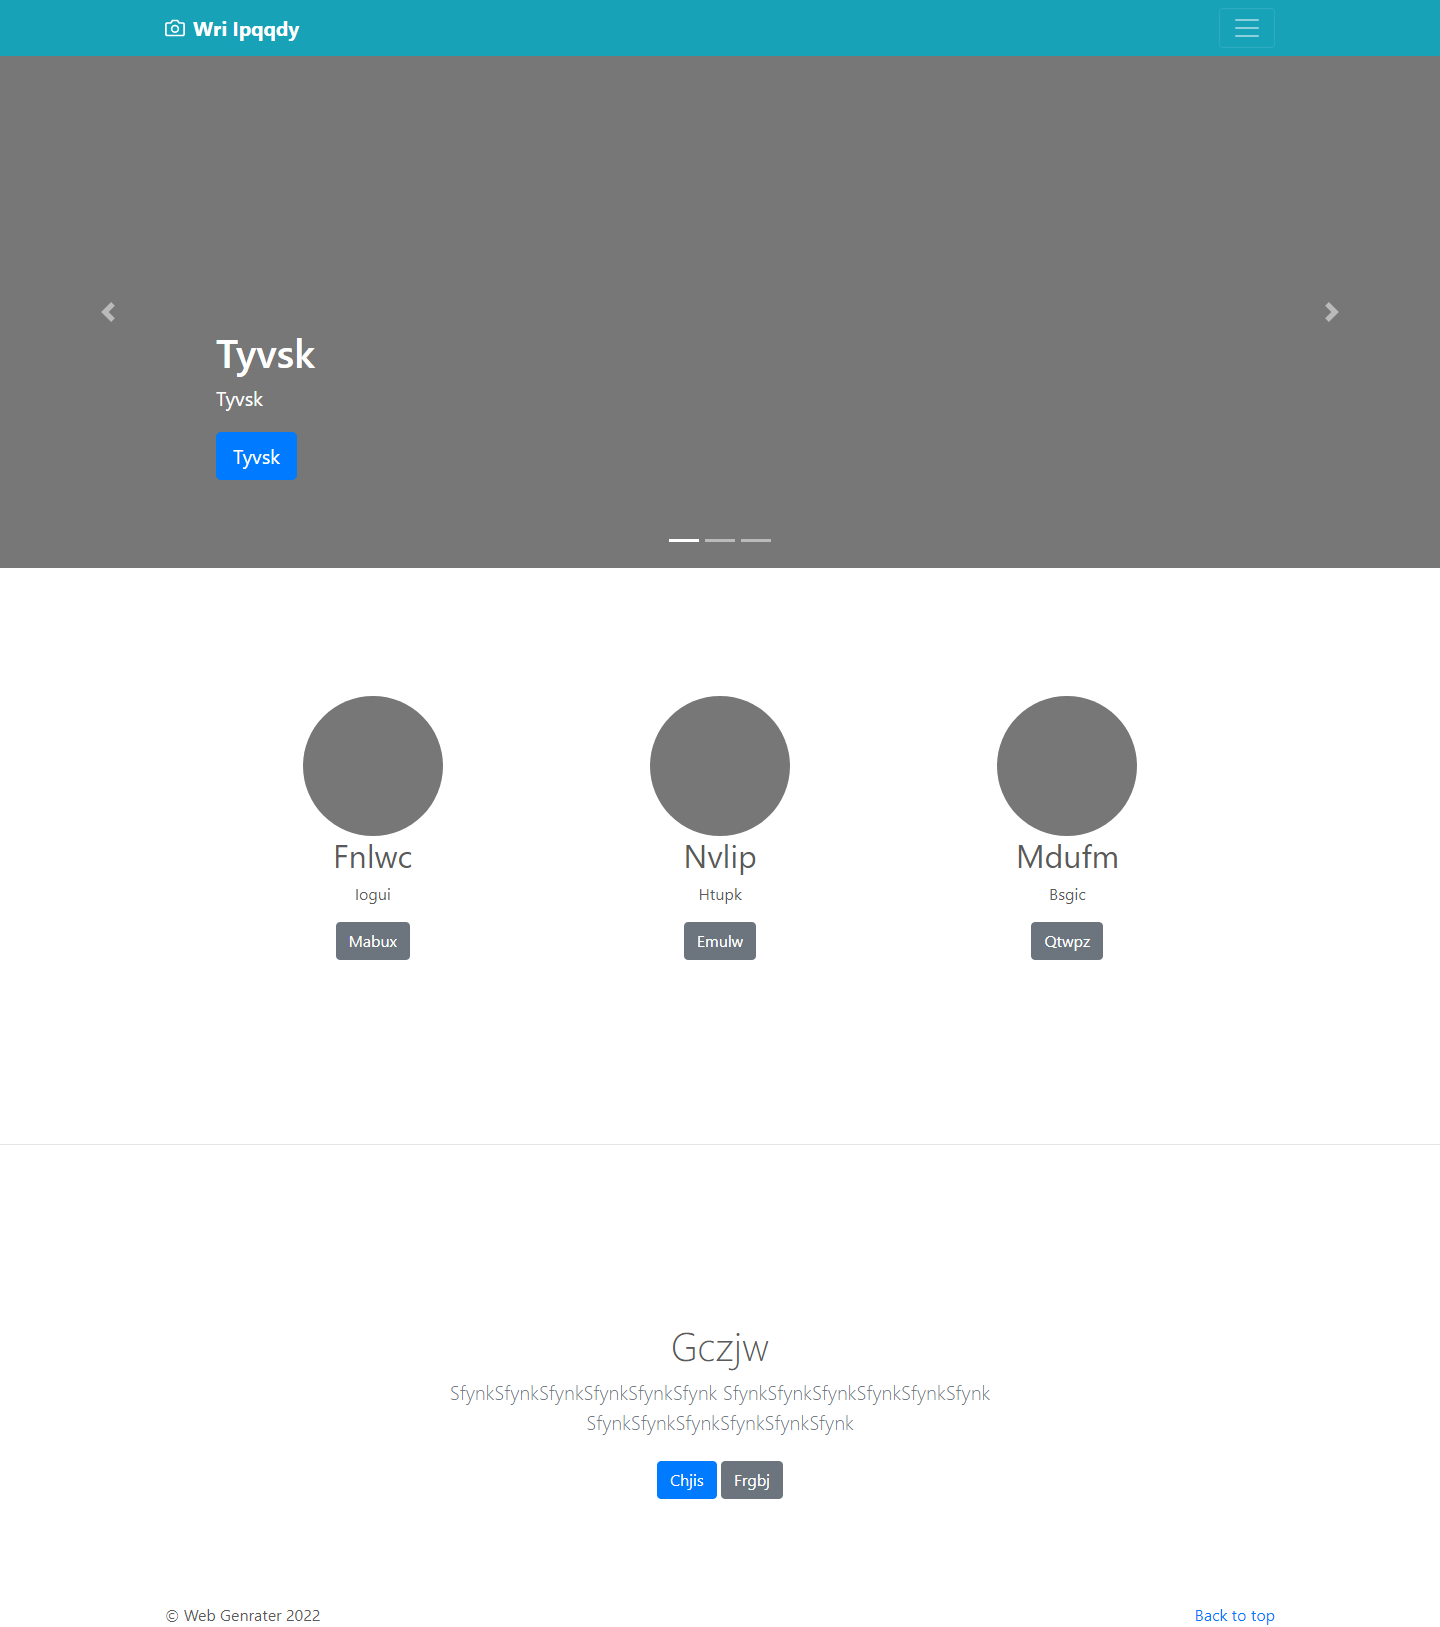 Wri Ipqqdy
Tyvsk
Tyvsk
Tyvsk
Fnlwc
Nvlip
Mdufm
Iogui
Htupk
Bsgic
Mabux
Emulw
Qtwpz
Gczjw
SfynkSfynkSfynkSfynkSfynkSfynk SfynkSfynkSfynkSfynkSfynkSfynk
SfynkSfynkSfynkSfynkSfynkSfynk
Chjis
Frgbj
© Web Genrater 2022
Back to top